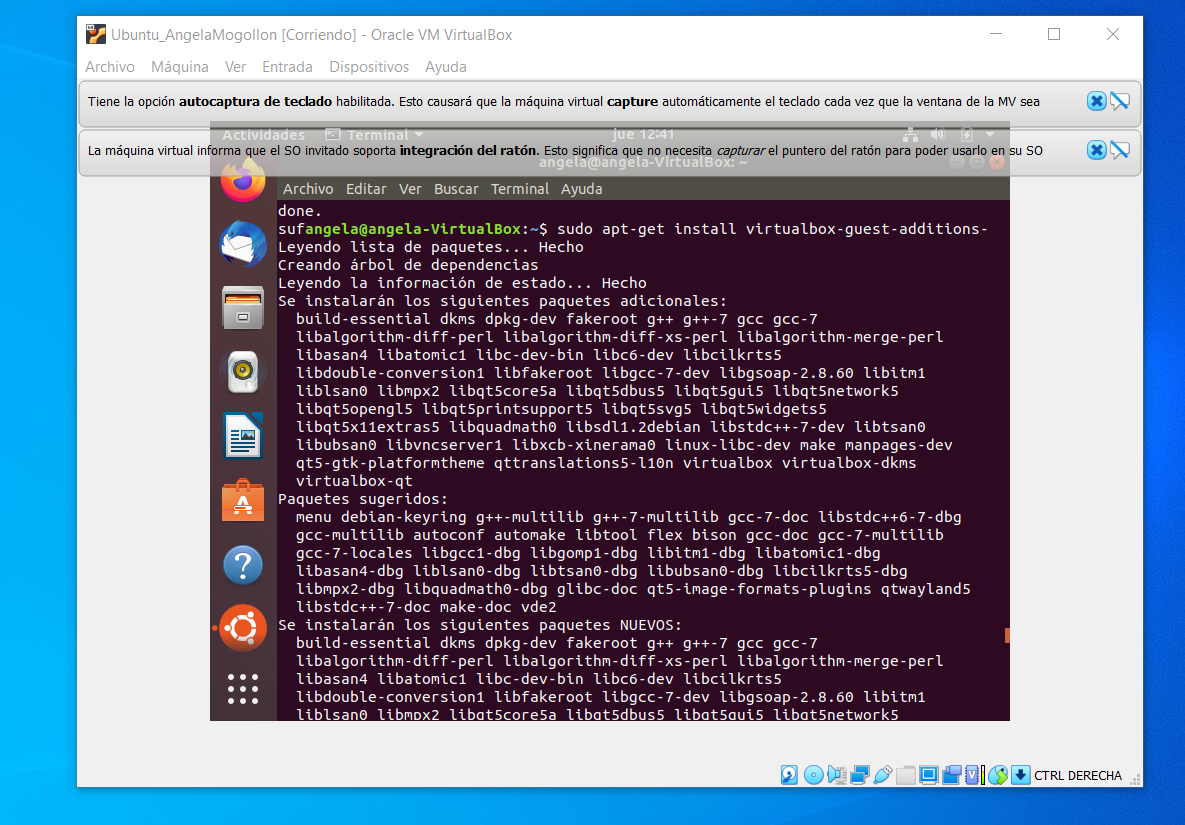 Ubuntu_AngelaMogollon [Corriendo] - Oracle VM VirtualBox
Archivo Máquina Ver Entrada Dispositivos Ayuda
Tiene la opción autocaptura de teclado habilitada. Esto causará que la máquina virtual capture automáticamente el teclado cada vez que la ventana de la MV sea
Actividades Terminal jue 12:41
La máquina virtual informa que el SO invitado soporta integración del ratón. Esto significa que no necesita capturar el puntero del ratón para poder usarlo en su SO
angela@angela-VirtualBox: ~
Archivo Editar Ver Buscar Terminal Ayuda
done.
sufangela@angela-VirtualBox:~$ sudo apt-get install virtualbox-guest-additions-
Leyendo lista de paquetes... Hecho
Creando árbol de dependencias
Leyendo la información de estado... Hecho
Se instalarán los siguientes paquetes adicionales:
build-essential dkms dpkg-dev fakeroot g++ g++-7 gcc gcc-7
libalgorithm-diff-perl libalgorithm-diff-xs-perl libalgorithm-merge-perl
libasan4 libatomic1 libc-dev-bin libc6-dev libcilkrts5
libdouble-conversion1 libfakeroot libgcc-7-dev libgsoap-2.8.60 libitm1
liblsan0 libmpx2 libqt5core5a libqt5dbus5 libqt5gui5 libqt5network5
libqt5opengl5 libqt5printsupport5 libqt5svg5 libqt5widgets5
libqt5x11extras5 libquadmath0 libsdl1.2debian libstdc++-7-dev libtsan0
libubsan0 libvncserver1 libxcb-xinerama0 linux-libc-dev make manpages-dev
qt5-gtk-platformtheme qttranslations5-l10n virtualbox virtualbox-dkms
virtualbox-qt
Paquetes sugeridos:
menu debian-keyring g++-multilib g++-7-multilib gcc-7-doc libstdc++6-7-dbg
gcc-multilib autoconf automake libtool flex bison gcc-doc gcc-7-multilib
gcc-7-locales libgcc1-dbg libgomp1-dbg libitm1-dbg libatomic1-dbg
libasan4-dbg liblsan0-dbg libtsan0-dbg libubsan0-dbg libcilkrts5-dbg
libmpx2-dbg libquadmath0-dbg glibc-doc qt5-image-formats-plugins qtwayland5
libstdc++-7-doc make-doc vde2
Se instalarán los siguientes paquetes NUEVOS:
build-essential dkms dpkg-dev fakeroot g++ g++-7 gcc gcc-7
libalgorithm-diff-perl libalgorithm-diff-xs-perl libalgorithm-merge-perl
libasan4 libatomic1 libc-dev-bin libc6-dev libcilkrts5
libdouble-conversion1 libfakeroot libgcc-7-dev libgsoap-2.8.60 libitm1
liblsan0 libmpx2 libqt5core5a libqt5dbus5 libqt5gui5 libqt5network5
CTRL DERECHA